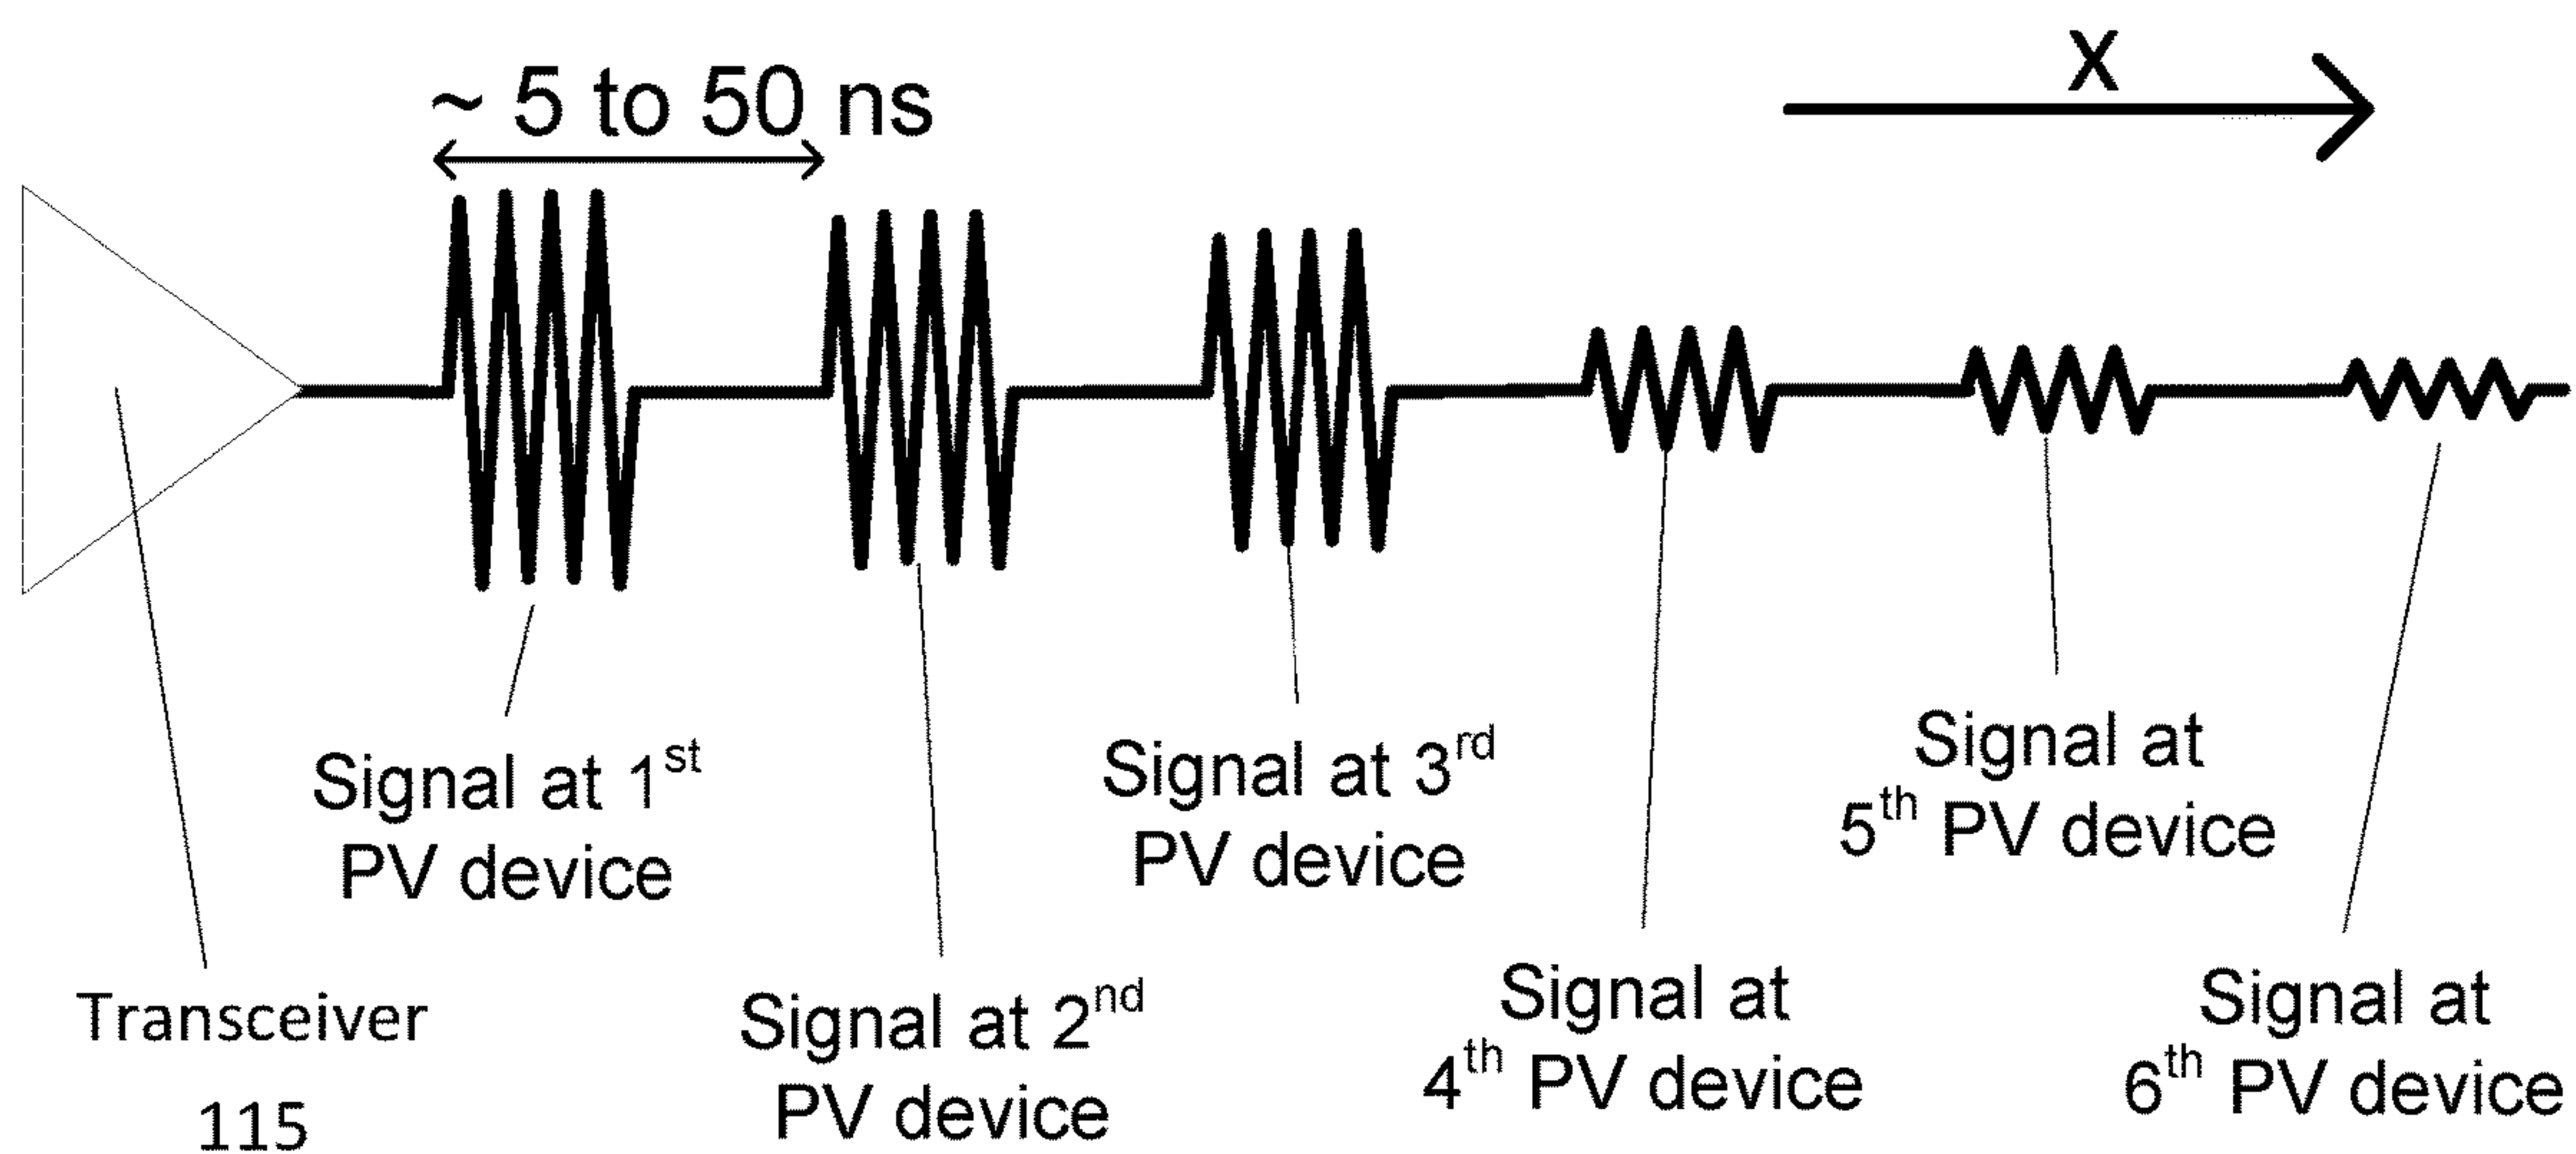 ~ 5 to 50 ns
X
Signal at 1st
PV device
Signal at 3rd
PV device
Signal at
5th PV device
Transceiver
115
Signal at 2nd
PV device
Signal at
4th PV device
Signal at
6th PV device